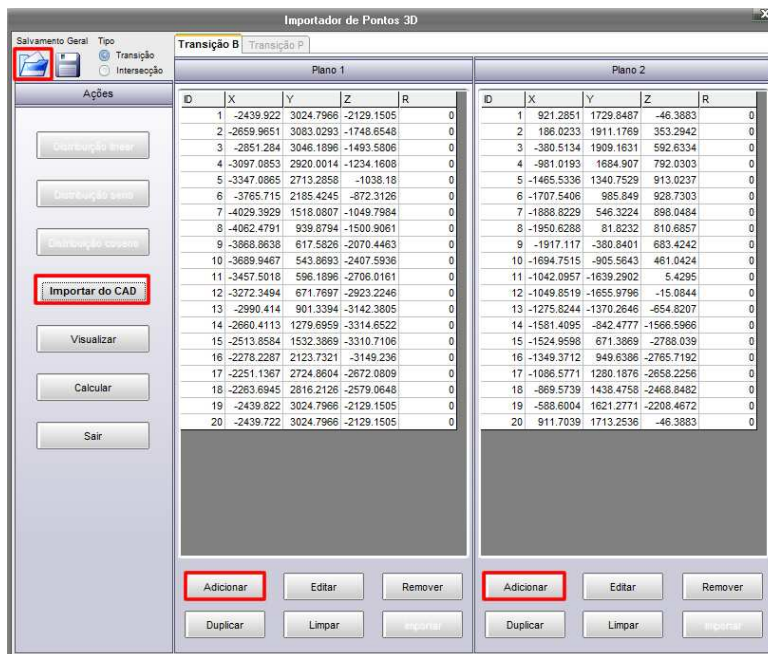 Importador de Pontos 3D
Salvamento Geral Tipo
Transição
Intersecção
Transição B Transição P
Ações
Distribuição linear
Distribuição seno
Distribuição coseno
Importar do CAD
Visualizar
Calcular
Sair
Plano 1
ID X Y Z R
1 -2439.922 3024.7966 -2129.1505 0
2 -2659.9651 3083.0293 -1748.6548 0
3 -2851.284 3046.1896 -1493.5806 0
4 -3097.0853 2920.0014 -1234.1608 0
5 -3347.0865 2713.2858 -1038.18 0
6 -3765.715 2185.4245 -872.3126 0
7 -4029.3929 1518.0807 -1049.7984 0
8 -4062.4791 939.8794 -1500.9061 0
9 -3868.8638 617.5826 -2070.4463 0
10 -3689.9467 543.8693 -2407.5936 0
11 -3457.5018 596.1896 -2706.0161 0
12 -3272.3494 671.7697 -2923.2246 0
13 -2990.414 901.3394 -3142.3805 0
14 -2660.4113 1279.6959 -3314.6522 0
15 -2513.8584 1532.3869 -3310.7106 0
16 -2278.2287 2123.7321 -3149.236 0
17 -2251.1367 2724.8604 -2672.0809 0
18 -2263.6945 2816.2126 -2579.0648 0
19 -2439.822 3024.7966 -2129.1505 0
20 -2439.722 3024.7966 -2129.1505 0
Adicionar Editar Remover
Duplicar Limpar Importar
Plano 2
ID X Y Z R
1 921.2851 1729.8487 -46.3883 0
2 186.0233 1911.1769 353.2942 0
3 -380.5134 1909.1631 592.6334 0
4 -981.0193 1684.907 792.0303 0
5 -1465.5336 1340.7529 913.0237 0
6 -1707.5406 985.849 928.7303 0
7 -1888.8229 546.3224 898.0484 0
8 -1950.6288 81.8232 810.6857 0
9 -1917.117 -380.8401 683.4242 0
10 -1694.7515 -905.5643 461.0424 0
11 -1042.0957 -1639.2902 5.4295 0
12 -1049.8519 -1655.9796 -15.0844 0
13 -1275.8244 -1370.2646 -654.8207 0
14 -1581.4095 -842.4777 -1566.5966 0
15 -1524.9598 671.3869 -2788.039 0
16 -1349.3712 949.6386 -2765.7192 0
17 -1086.5771 1280.1876 -2658.2256 0
18 -869.5739 1438.4758 -2468.8482 0
19 -588.6004 1621.2771 -2208.4672 0
20 911.7039 1713.2536 -46.3883 0
Adicionar Editar Remover
Duplicar Limpar Importar